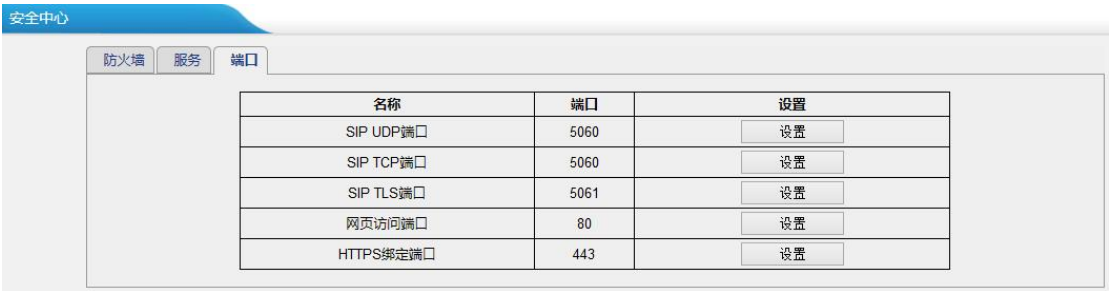 安全中心
防火墙 服务 端口
名称 端口 设置
SIP UDP端口 5060 设置
SIP TCP端口 5060 设置
SIP TLS端口 5061 设置
网页访问端口 80 设置
HTTPS绑定端口 443 设置